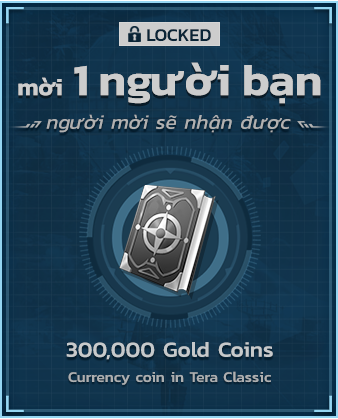 LOCKED
mời 1 người bạn
người mời sẽ nhận được
300,000 Gold Coins
Currency coin in Tera Classic